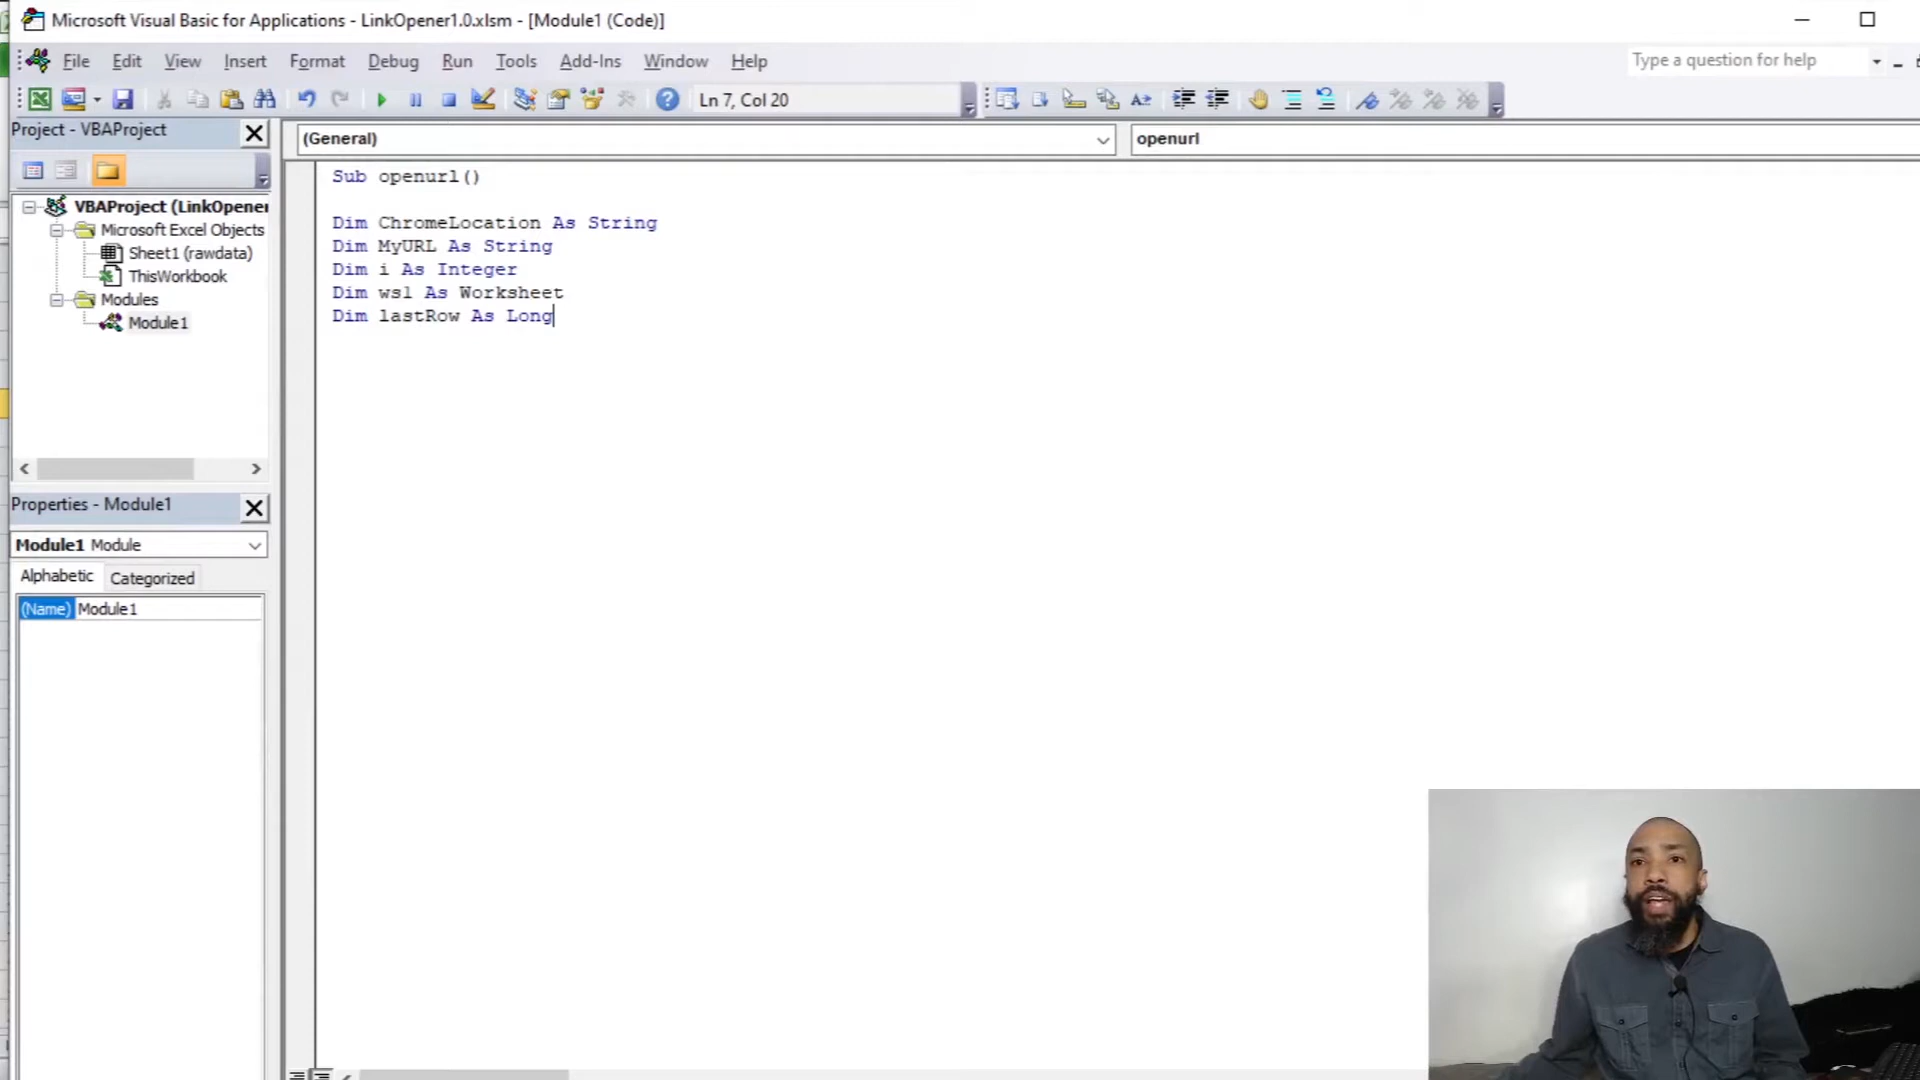 Microsoft Visual Basic for Applications - LinkOpener1.0.xlsm - [Module1 (Code)]
File Edit View Insert Format Debug Run Tools Add-Ins Window Help
Type a question for help
Ln 7, Col 20
Project - VBAProject
(General)
openurl
VBAProject (LinkOpener
Microsoft Excel Objects
Sheet1 (rawdata)
ThisWorkbook
Modules
Module1
Sub openurl()
Dim ChromeLocation As String
Dim MyURL As String
Dim i As Integer
Dim ws1 As Worksheet
Dim lastRow As Long
Properties - Module1
Module1 Module
Alphabetic Categorized
(Name) Module1